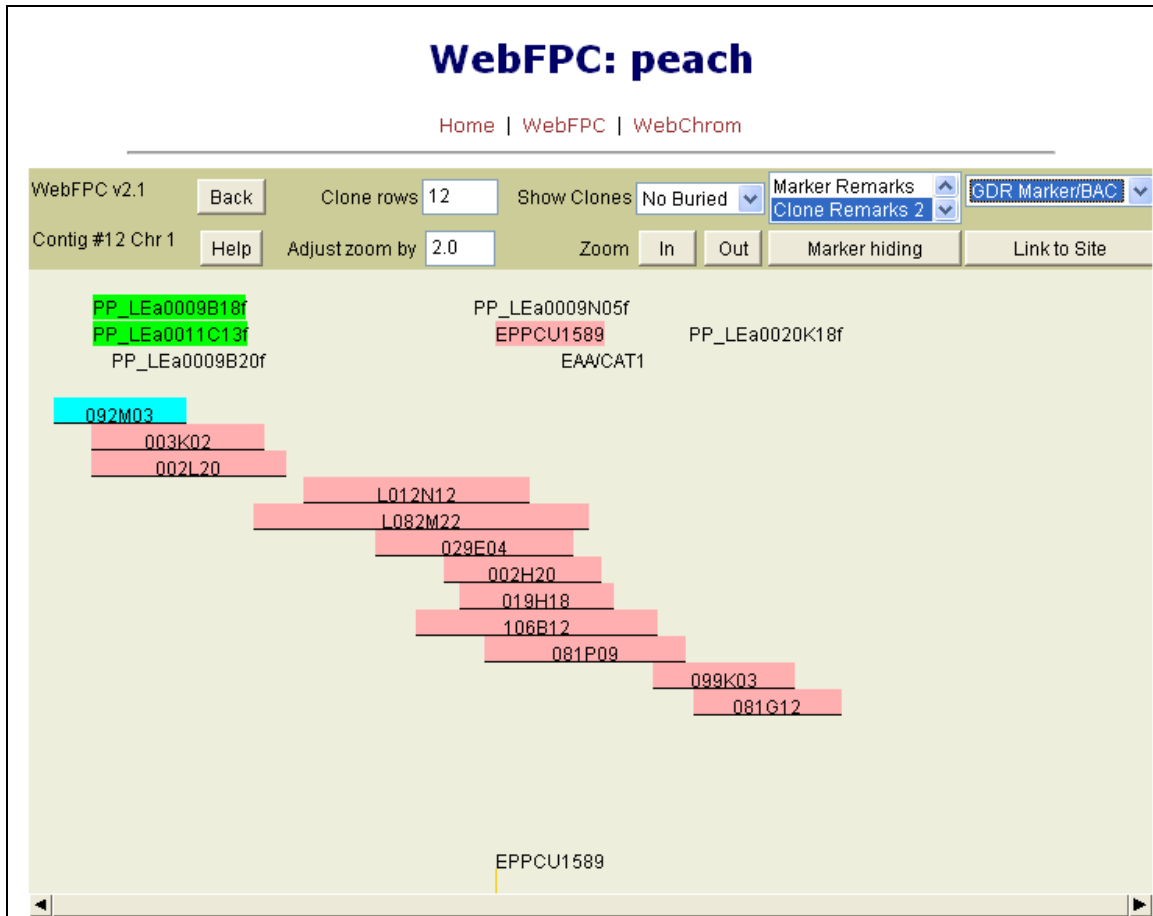 WebFPC: peach
Home | WebFPC | WebChrom
WebFPC v2.1 Back Clone rows 12 Show Clones No Buried Marker Remarks GDR Marker/BAC
Clone Remarks 2
Contig #12 Chr 1 Help Adjust zoom by 2.0 Zoom In Out Marker hiding Link to Site
PP_LEa0009B18f PP_LEa0009N05f
PP_LEa0011C13f EPPCU1589 PP_LEa0020K18f
PP_LEa0009B20f EAA/CAT1
092M03
003K02
002L20
L012N12
L082M22
029E04
002H20
019H18
106B12
081P09
099K03
081G12
EPPCU1589